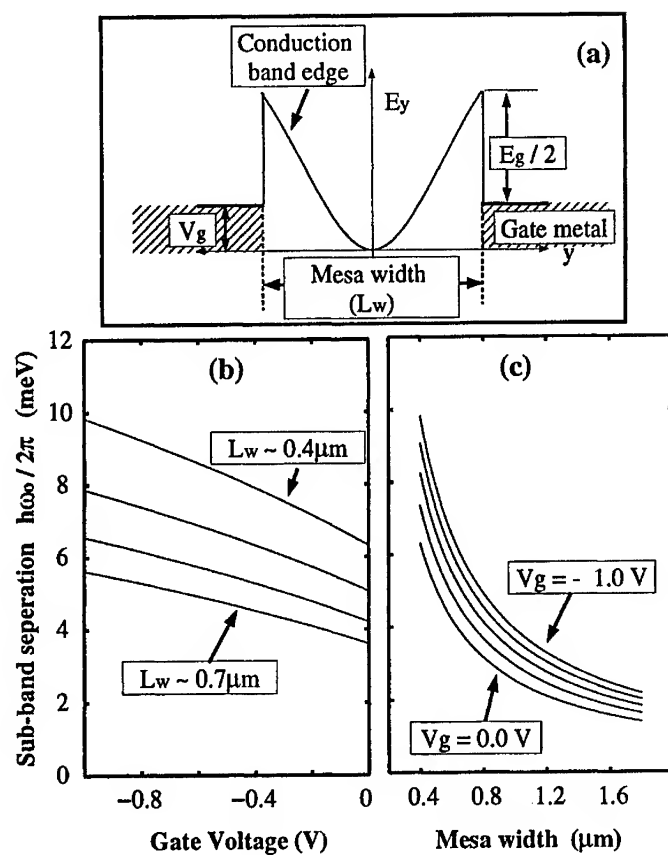 (a)
Conduction
band edge
Ey
Eg / 2
Vg
Gate metal
y
Mesa width
(Lw)
Sub-band seperation hωo / 2π (meV)
12
10
8
6
4
2
0
(b)
Lw ~ 0.4μm
Lw ~ 0.7μm
−0.8
−0.4
0
Gate Voltage (V)
(c)
Vg = - 1.0 V
Vg = 0.0 V
0.4
0.8
1.2
1.6
Mesa width (μm)